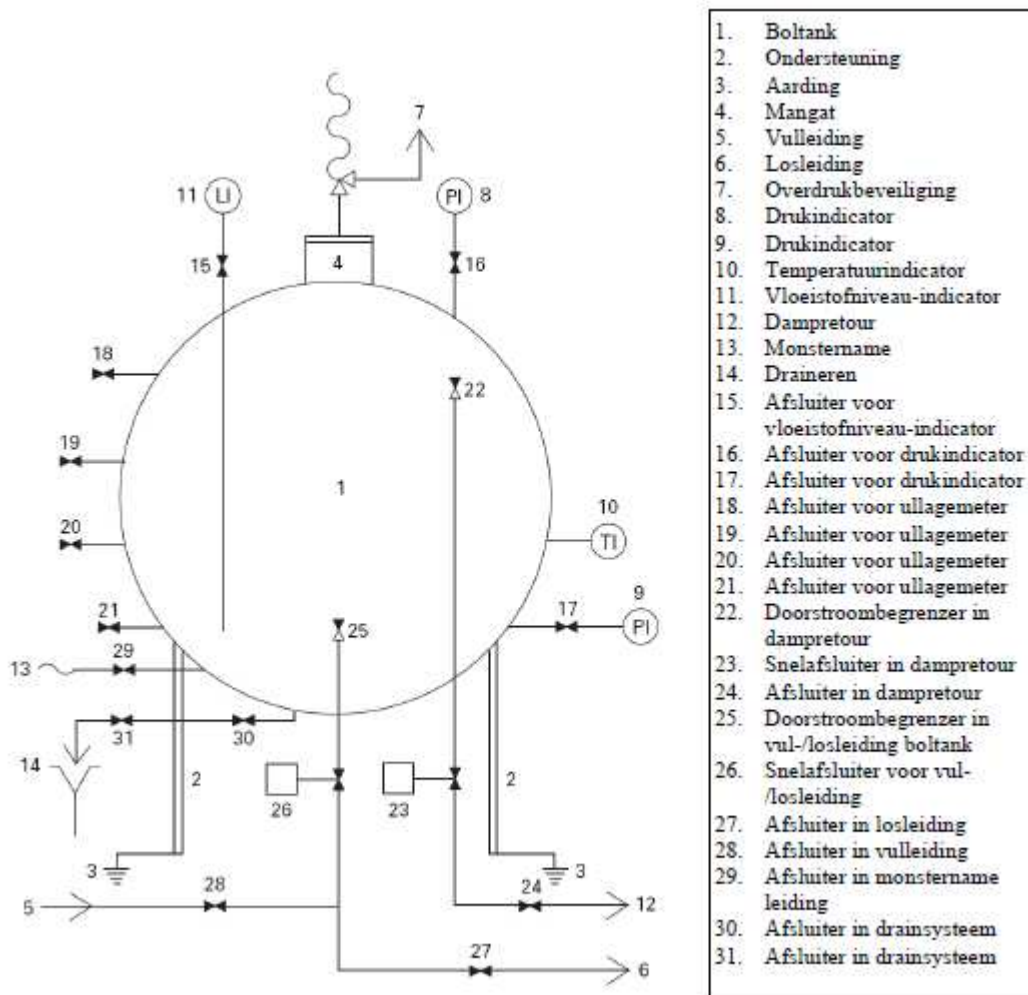 7
11 LI
PI 8
15
4
16
18
22
19
1
10
20
TI
9
21
25
17
PI
13
29
31
30
14
2
26
23
2
3
28
24
3
5
12
27
6
1. Boltank
2. Ondersteuning
3. Aarding
4. Mangat
5. Vulleiding
6. Losleiding
7. Overdrukbeveiliging
8. Drukindicator
9. Drukindicator
10. Temperatuurindicator
11. Vloeistofniveau-indicator
12. Dampretour
13. Monstername
14. Draineren
15. Afsluiter voor
vloeistofniveau-indicator
16. Afsluiter voor drukindicator
17. Afsluiter voor drukindicator
18. Afsluiter voor ullagemeter
19. Afsluiter voor ullagemeter
20. Afsluiter voor ullagemeter
21. Afsluiter voor ullagemeter
22. Doorstroombegrenzer in
dampretour
23. Snelafsluiter in dampretour
24. Afsluiter in dampretour
25. Doorstroombegrenzer in
vul-/losleiding boltank
26. Snelafsluiter voor vul-
/losleiding
27. Afsluiter in losleiding
28. Afsluiter in vulleiding
29. Afsluiter in monstername
leiding
30. Afsluiter in drainsysteem
31. Afsluiter in drainsysteem